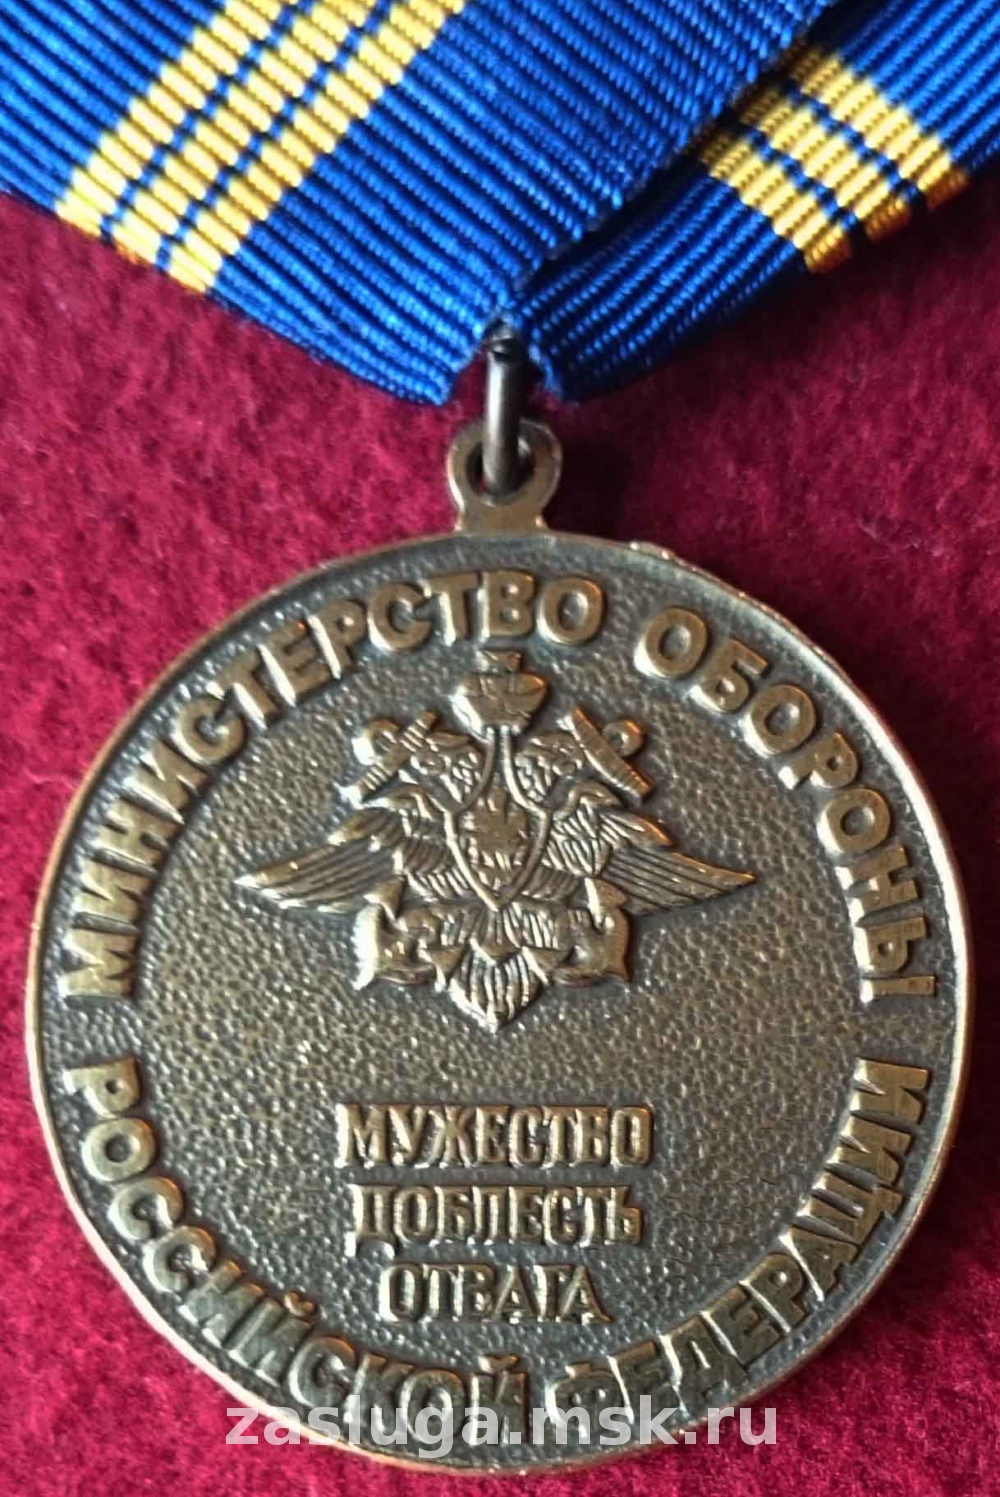 МИНИСТЕРСТВО ОБОРОНЫ
МУЖЕСТВО
ДОБЛЕСТЬ
ОТВАГА
РОССИЙСКОЙ ФЕДЕРАЦИИ
zasluga.msk.ru